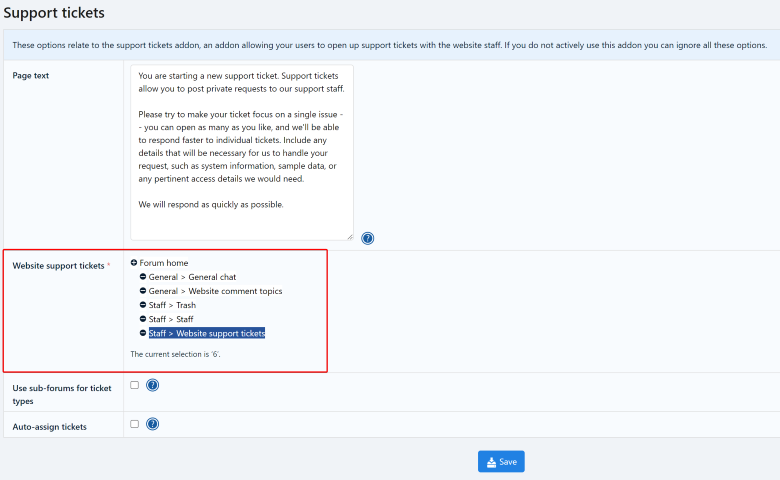 Support tickets
These options relate to the support tickets addon, an addon allowing your users to open up support tickets with the website staff. If you do not actively use this addon you can ignore all these options.
Page text
You are starting a new support ticket. Support tickets
allow you to post private requests to our support staff.
Please try to make your ticket focus on a single issue -
- you can open as many as you like, and we'll be able
to respond faster to individual tickets. Include any
details that will be necessary for us to handle your
request, such as system information, sample data, or
any pertinent access details we would need.
We will respond as quickly as possible.
?
Website support tickets *
Forum home
General > General chat
General > Website comment topics
Staff > Trash
Staff > Staff
Staff > Website support tickets
The current selection is '6'.
Use sub-forums for ticket
types
?
Auto-assign tickets
?
Save